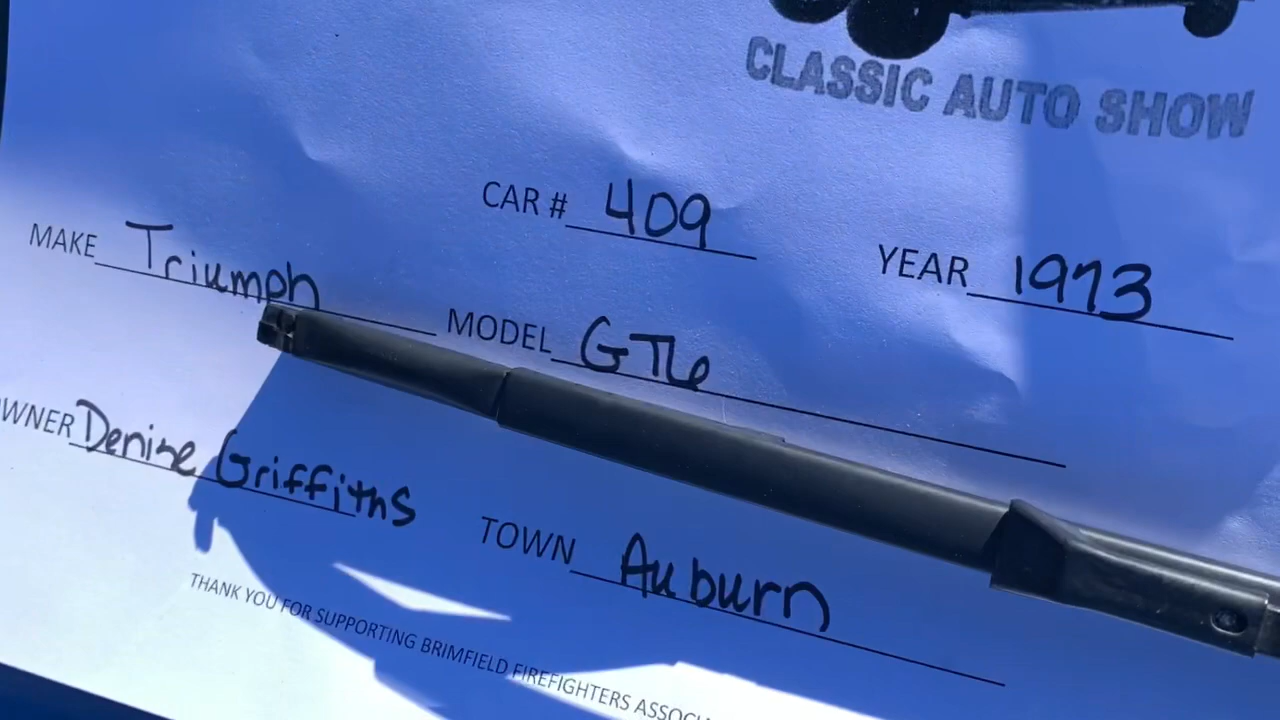 CLASSIC AUTO SHOW
CAR # 409
MAKE Triumph
YEAR 1973
MODEL GT6
OWNER Denise Griffiths
TOWN Auburn
THANK YOU FOR SUPPORTING BRIMFIELD FIREFIGHTERS